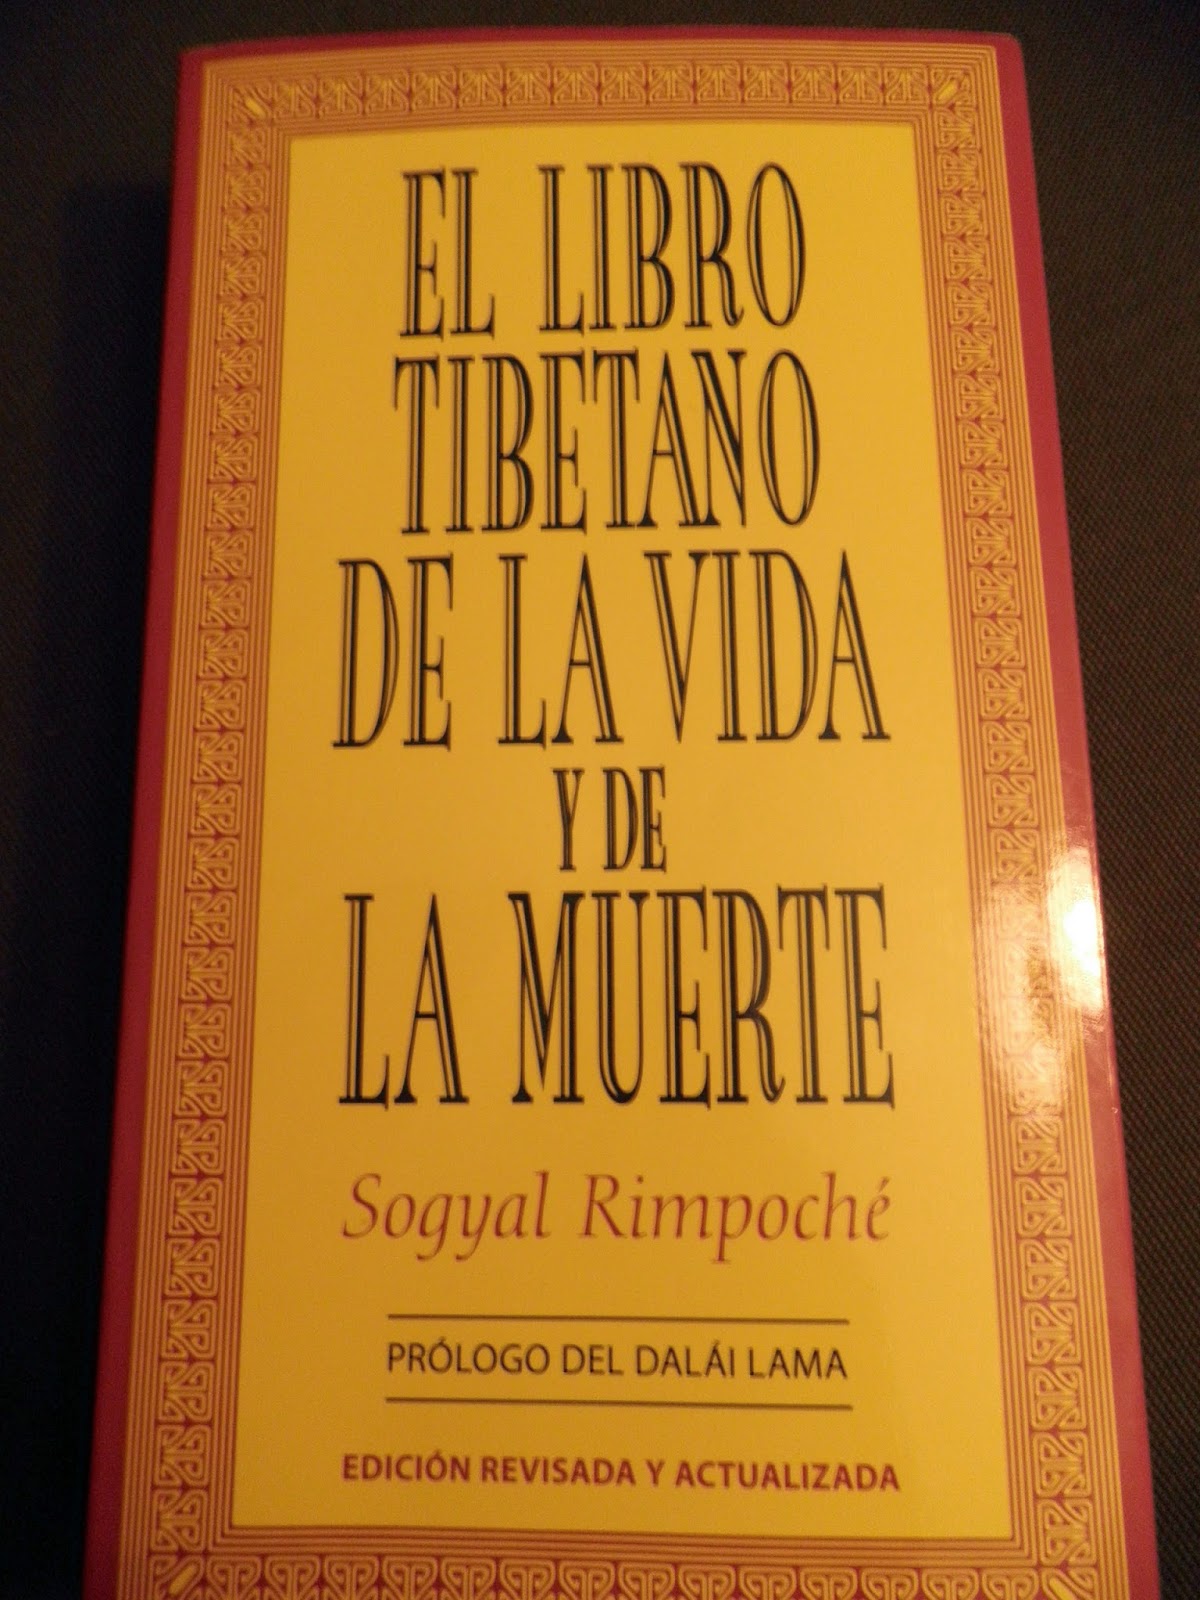 EL LIBRO
TIBETANO
DE LA VIDA
Y DE
LA MUERTE
Sogyal Rimpoché
PRÓLOGO DEL DALÁI LAMA
EDICIÓN REVISADA Y ACTUALIZADA